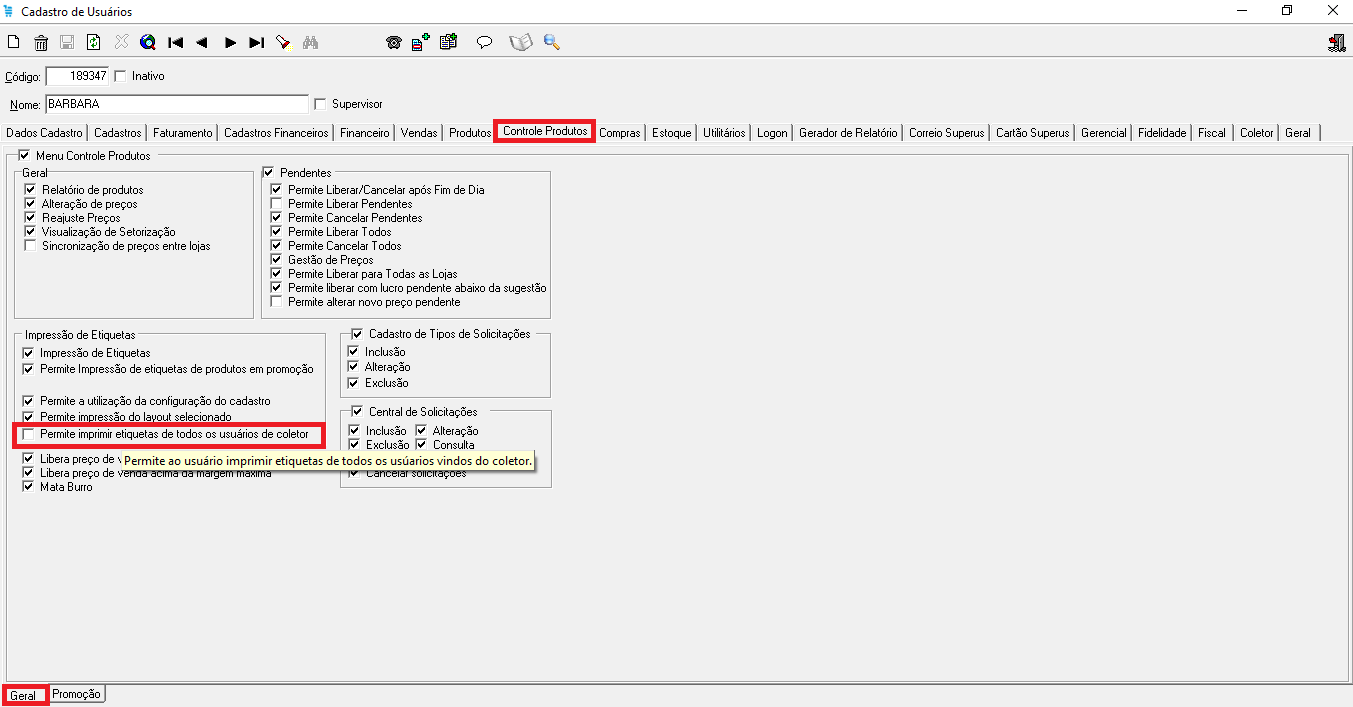 Cadastro de Usuários
Código: 189347 Inativo
Nome: BARBARA Supervisor
Dados Cadastro Cadastros Faturamento Cadastros Financeiros Financeiro Vendas Produtos Controle Produtos Compras Estoque Utilitários Logon Gerador de Relatório Correio Superus Cartão Superus Gerencial Fidelidade Fiscal Coletor Geral
Menu Controle Produtos
Geral
Relatório de produtos
Alteração de preços
Reajuste Preços
Visualização de Setorização
Sincronização de preços entre lojas
Pendentes
Permite Liberar/Cancelar após Fim de Dia
Permite Liberar Pendentes
Permite Cancelar Pendentes
Permite Liberar Todos
Permite Cancelar Todos
Gestão de Preços
Permite Liberar para Todas as Lojas
Permite liberar com lucro pendente abaixo da sugestão
Permite alterar novo preço pendente
Impressão de Etiquetas
Impressão de Etiquetas
Permite Impressão de etiquetas de produtos em promoção
Permite a utilização da configuração do cadastro
Permite impressão do layout selecionado
Permite imprimir etiquetas de todos os usuários de coletor
Libera preço de
Permite ao usuário imprimir etiquetas de todos os usúarios vindos do coletor.
Libera preço de venda acima da margem máxima
Mata Burro
Cadastro de Tipos de Solicitações
Inclusão
Alteração
Exclusão
Central de Solicitações
Inclusão Alteração
Exclusão Consulta
Cancelar solicitações
Geral Promoção